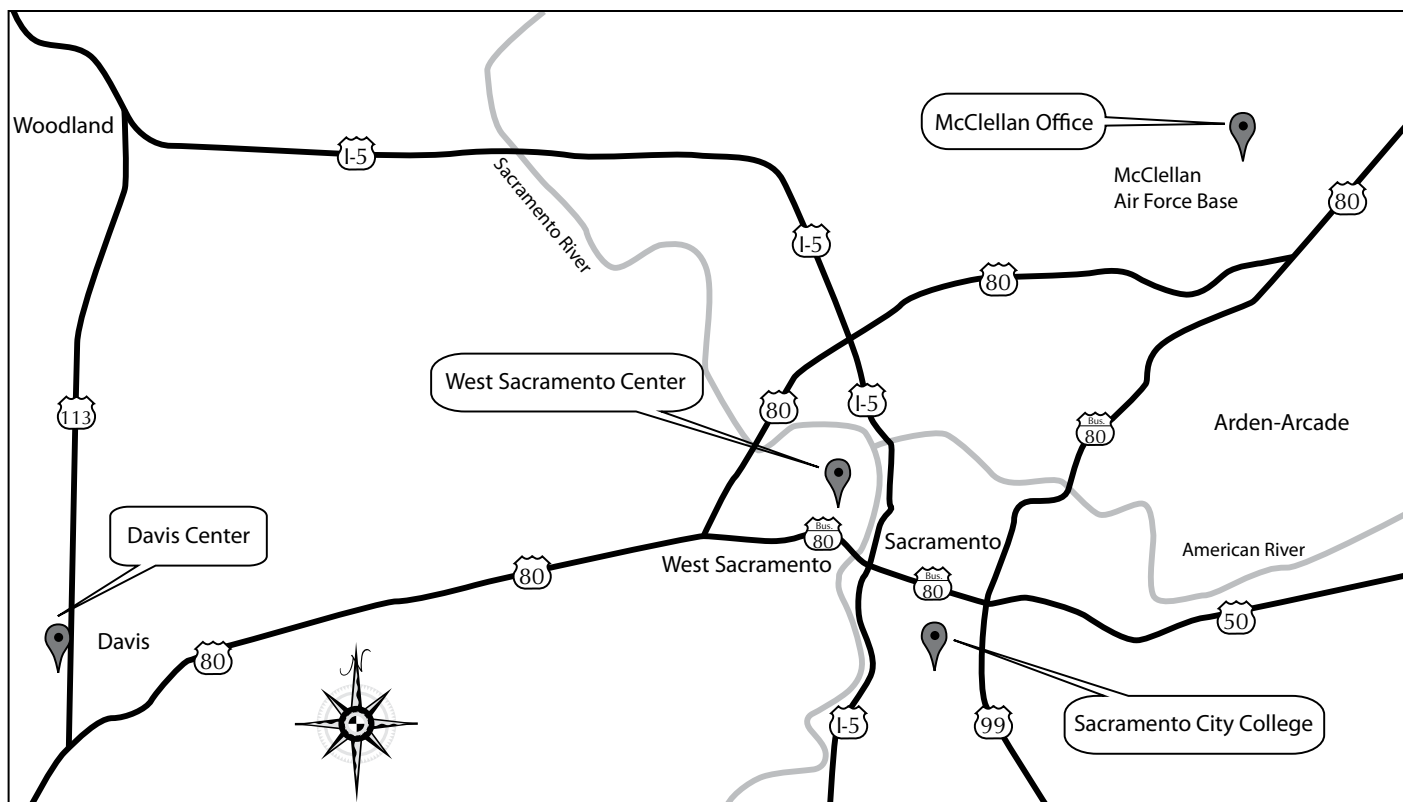 McClellan Office
Woodland
I-5
McClellan
Air Force Base
80
Sacramento River
I-5
80
West Sacramento Center
80
I-5
113
Bus.
80
Arden-Arcade
Davis Center
Bus.
80
Sacramento
American River
West Sacramento
80
Bus.
80
50
Davis
80
N
Sacramento City College
I-5
99